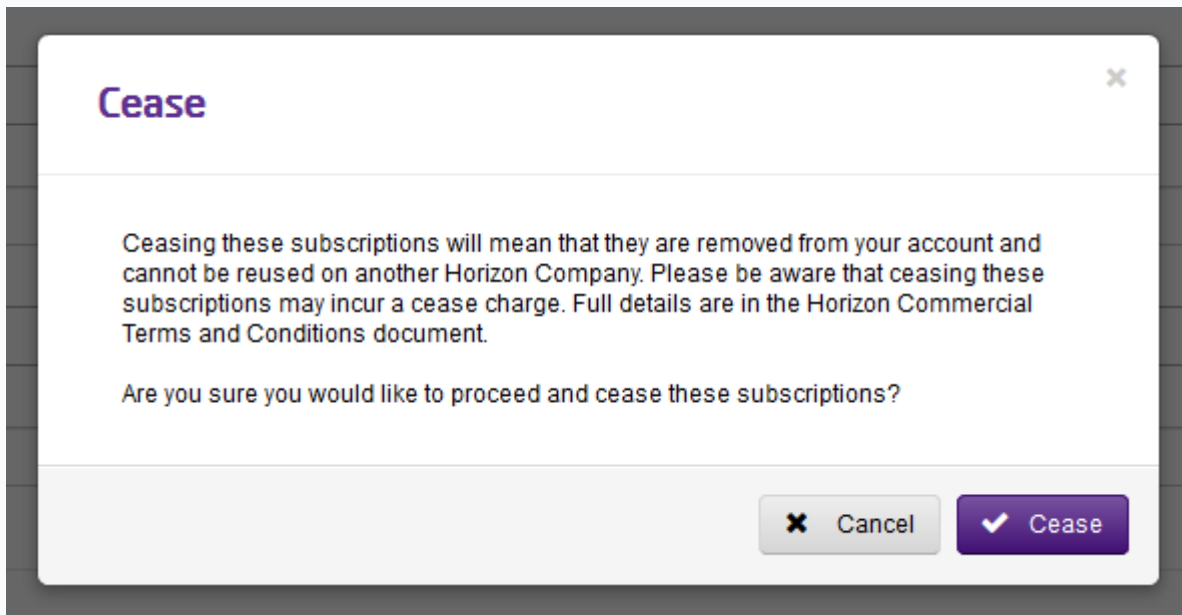 Cease
Ceasing these subscriptions will mean that they are removed from your account and
cannot be reused on another Horizon Company. Please be aware that ceasing these
subscriptions may incur a cease charge. Full details are in the Horizon Commercial
Terms and Conditions document.
Are you sure you would like to proceed and cease these subscriptions?
Cancel
Cease